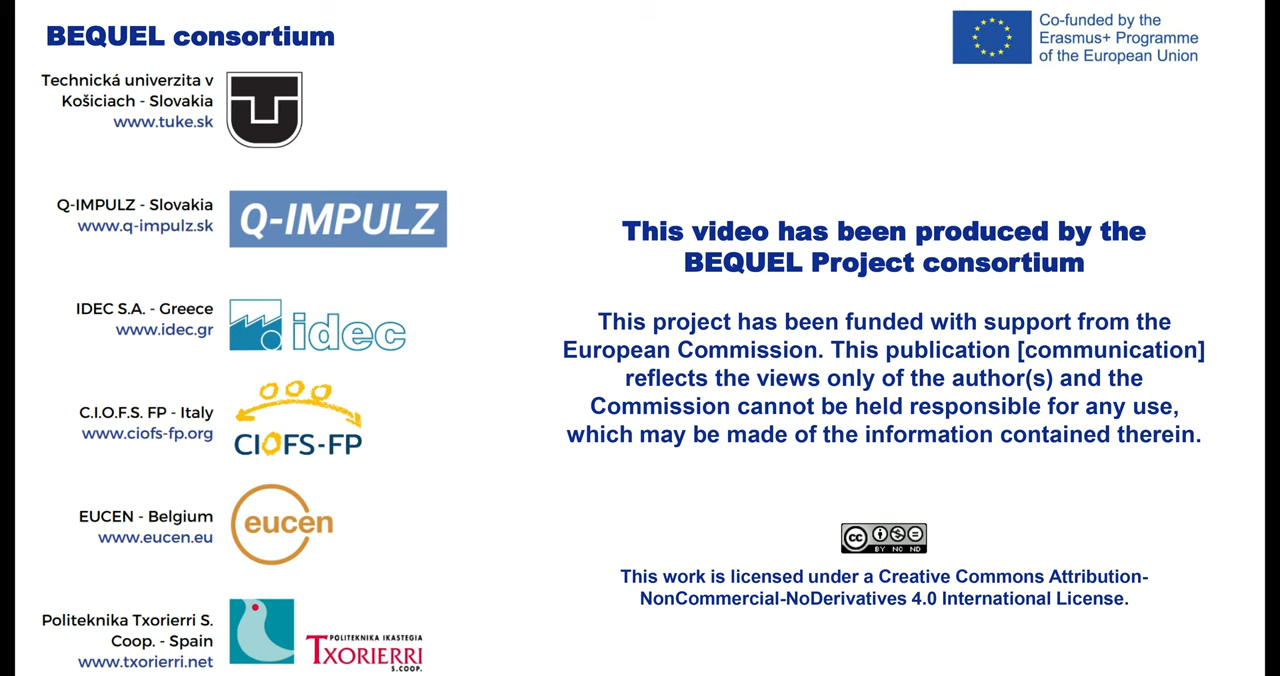 BEQUEL consortium
Technická univerzita v
Košiciach - Slovakia
www.tuke.sk
Q-IMPULZ - Slovakia
www.q-impulz.sk
Q-IMPULZ
IDEC S.A. - Greece
www.idec.gr
idec
C.I.O.F.S. FP - Italy
www.ciofs-fp.org
CIOFS-FP
EUCEN - Belgium
www.eucen.eu
eucen
Politeknika Txorierri S.
Coop. - Spain
www.txorierri.net
POLITEKNIKA IKASTEGIA
TXORIERRI
S.COOP.
Co-funded by the
Erasmus+ Programme
of the European Union
This video has been produced by the
BEQUEL Project consortium
This project has been funded with support from the
European Commission. This publication [communication]
reflects the views only of the author(s) and the
Commission cannot be held responsible for any use,
which may be made of the information contained therein.
cc
BY NC ND
This work is licensed under a Creative Commons Attribution-
NonCommercial-NoDerivatives 4.0 International License.